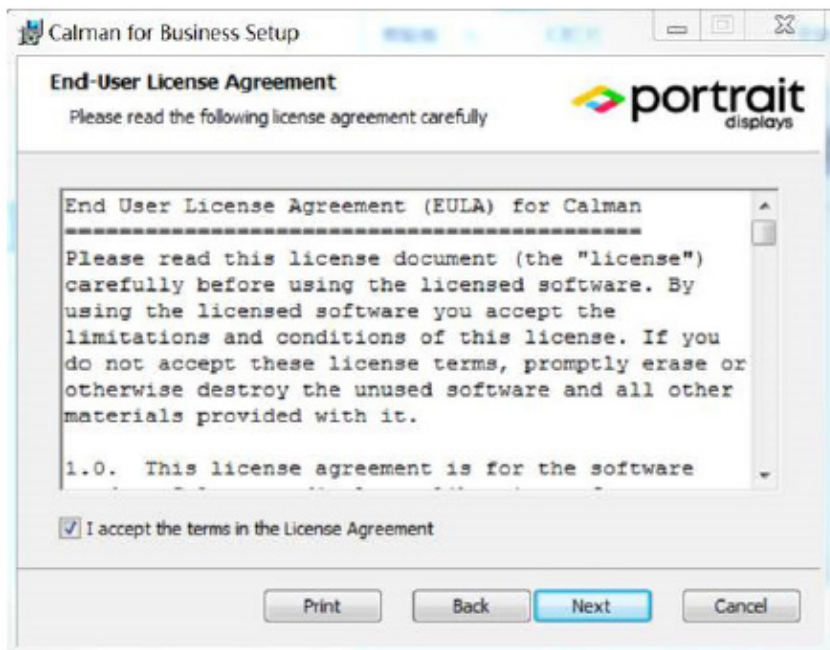 Calman for Business Setup
End-User License Agreement
Please read the following license agreement carefully
portrait
displays
End User License Agreement (EULA) for Calman
===============================================
Please read this license document (the "license")
carefully before using the licensed software. By
using the licensed software you accept the
limitations and conditions of this license. If you
do not accept these license terms, promptly erase or
otherwise destroy the unused software and all other
materials provided with it.
1.0. This license agreement is for the software
I accept the terms in the License Agreement
Print Back Next Cancel